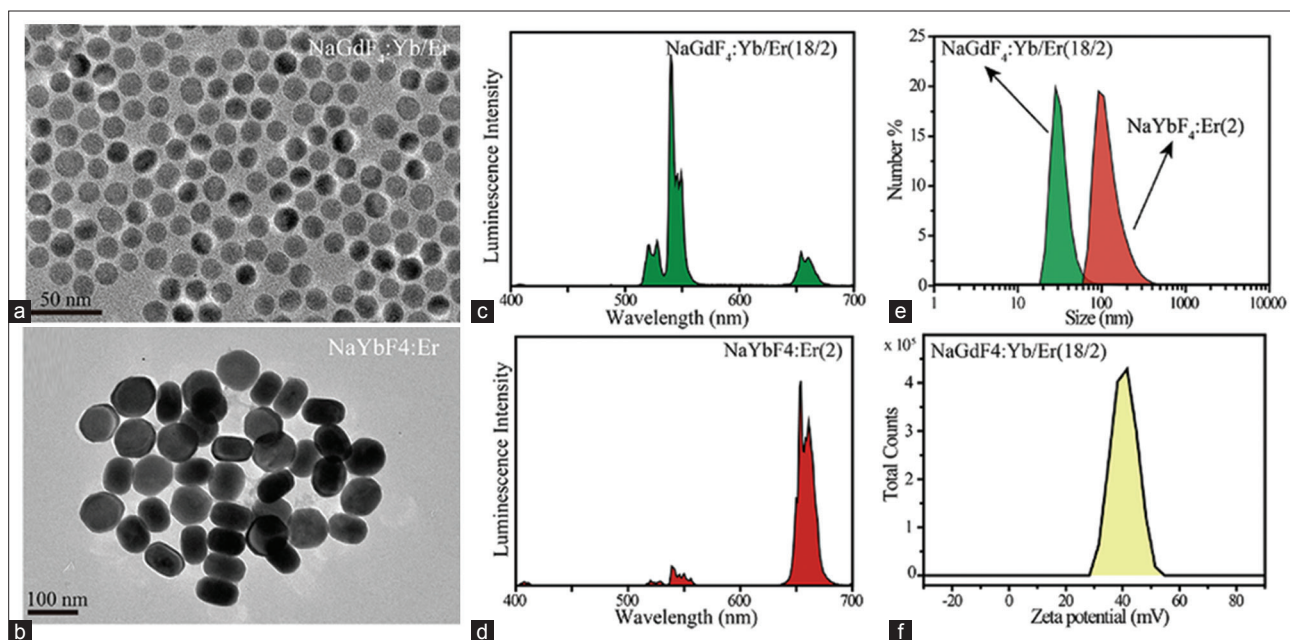 NaGdF₄:Yb/Er
50 nm
a
NaYbF4:Er
100 nm
b
Luminescence Intensity
NaGdF₄:Yb/Er(18/2)
400 500 600 700
Wavelength (nm)
c
Luminescence Intensity
NaYbF4:Er(2)
400 500 600 700
Wavelength (nm)
d
Number %
25
20
15
10
5
0
NaGdF₄:Yb/Er(18/2)
NaYbF₄:Er(2)
1 10 100 1000 10000
Size (nm)
e
Total Counts
x 10⁵
4
3
2
1
0
NaGdF4:Yb/Er(18/2)
-20 0 20 40 60 80
Zeta potential (mV)
f